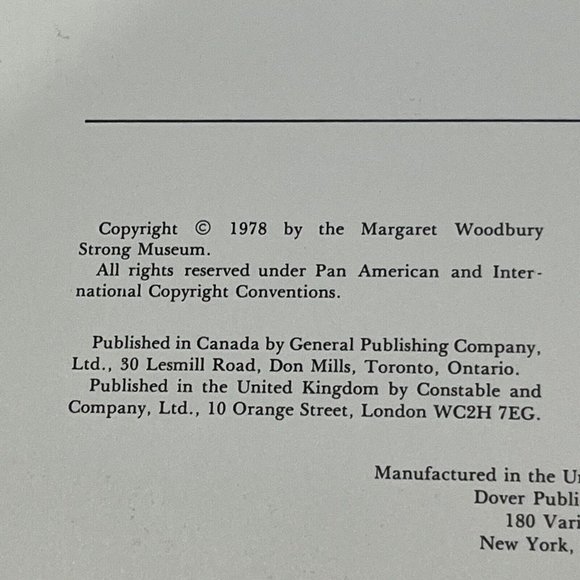 Copyright © 1978 by the Margaret Woodbury
Strong Museum.
All rights reserved under Pan American and Inter-
national Copyright Conventions.
Published in Canada by General Publishing Company,
Ltd., 30 Lesmill Road, Don Mills, Toronto, Ontario.
Published in the United Kingdom by Constable and
Company, Ltd., 10 Orange Street, London WC2H 7EG.
Manufactured in the Un
Dover Publi
180 Vari
New York,